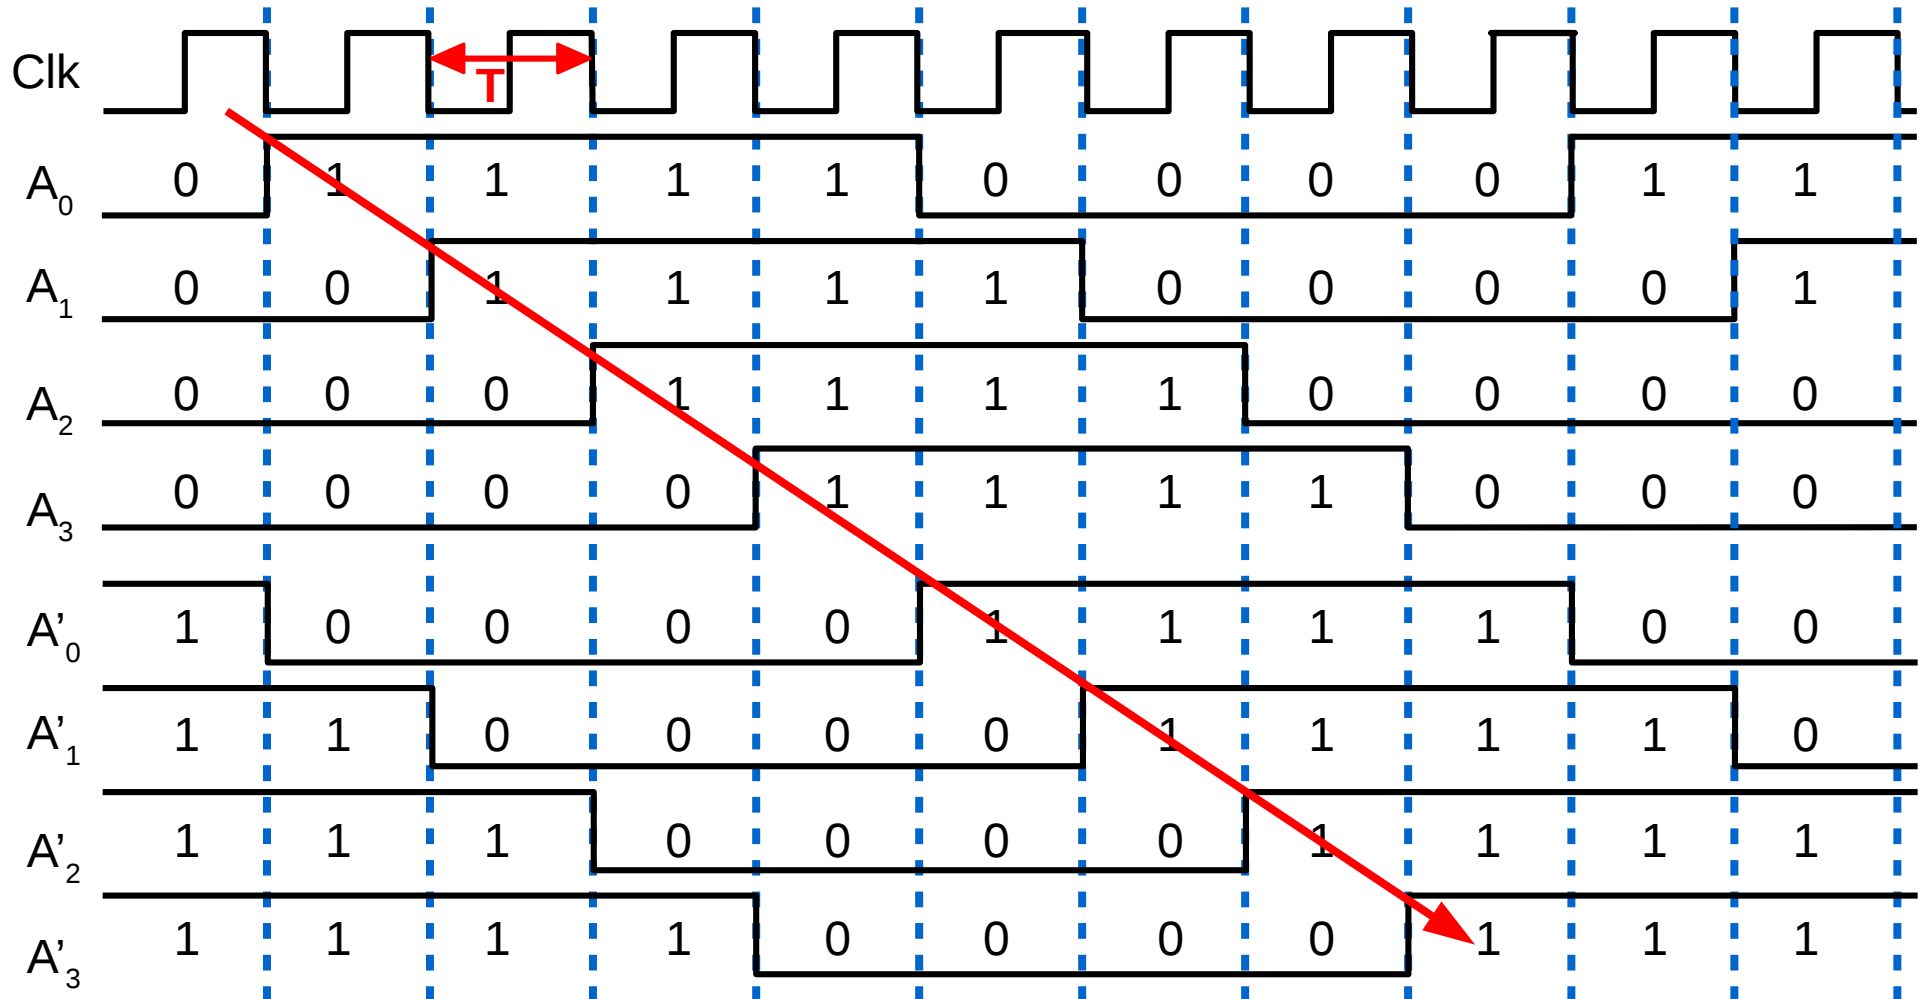 Clk
T
A0 0 1 1 1 1 0 0 0 0 1 1
A1 0 0 1 1 1 1 0 0 0 0 1
A2 0 0 0 1 1 1 1 0 0 0 0
A3 0 0 0 0 1 1 1 1 0 0 0
A’0 1 0 0 0 0 1 1 1 1 0 0
A’1 1 1 0 0 0 0 1 1 1 1 0
A’2 1 1 1 0 0 0 0 1 1 1 1
A’3 1 1 1 1 0 0 0 0 1 1 1